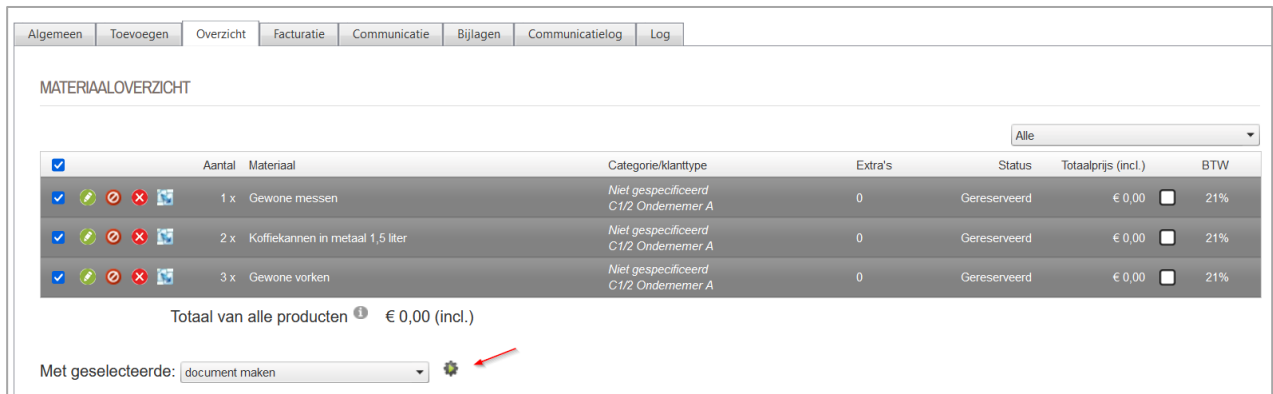 Algemeen Toevoegen Overzicht Facturatie Communicatie Bijlagen Communicatielog Log
MATERIAALOVERZICHT
Alle
Aantal Materiaal Categorie/klanttype Extra's Status Totaalprijs (incl.) BTW
1 x Gewone messen Niet gespecificeerd 0 Gereserveerd € 0,00 21%
C1/2 Ondernemer A
2 x Koffiekannen in metaal 1,5 liter Niet gespecificeerd 0 Gereserveerd € 0,00 21%
C1/2 Ondernemer A
3 x Gewone vorken Niet gespecificeerd 0 Gereserveerd € 0,00 21%
C1/2 Ondernemer A
Totaal van alle producten € 0,00 (incl.)
Met geselecteerde: document maken